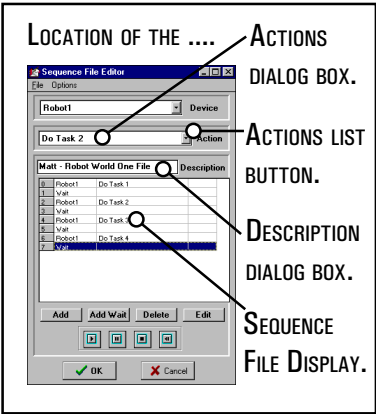 LOCATION OF THE ....
ACTIONS
DIALOG BOX.
Sequence File Editor
File Options
Robot1 Device
Do Task 2 Action
ACTIONS LIST
BUTTON.
Matt - Robot World One File Description
0 Robot1 Do Task 1
1 Wait
2 Robot1 Do Task 2
3 Wait
4 Robot1 Do Task 3
5 Wait
6 Robot1 Do Task 4
7 Wait
DESCRIPTION
DIALOG BOX.
Add Add Wait Delete Edit
OK Cancel
SEQUENCE
FILE DISPLAY.